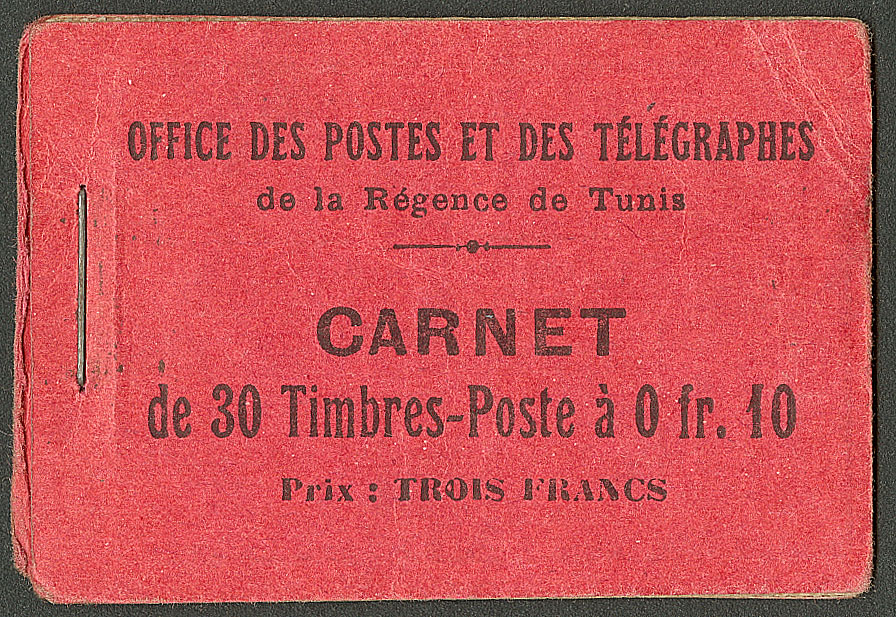 OFFICE DES POSTES ET DES TÉLÉGRAPHES
de la Régence de Tunis
CARNET
de 30 Timbres-Poste à 0 fr. 10
Prix : TROIS FRANCS